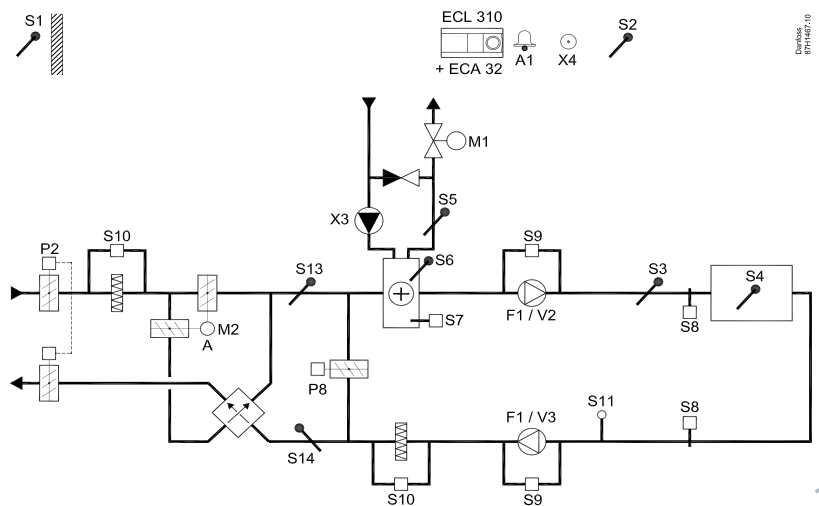 S1
ECL 310
+ ECA 32
A1
X4
S2
Danfoss
87H1467.10
M1
S5
X3
P2
S10
S13
S6
S9
S3
S4
M2
A
S7
F1 / V2
S8
P8
F1 / V3
S11
S8
S14
S10
S9